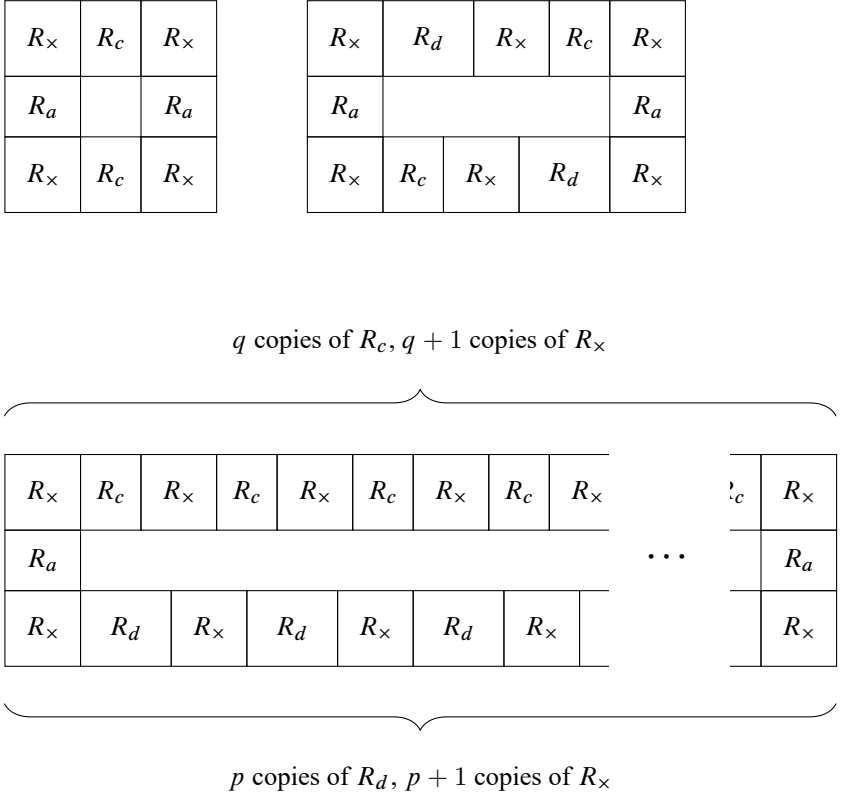 R× Rc R× R× Rd R× Rc R×
Ra Ra Ra Ra
R× Rc R× R× Rc R× Rd R×
q copies of Rc, q + 1 copies of R×
R× Rc R× Rc R× Rc R× Rc R× Rc R×
Ra ··· Ra
R× Rd R× Rd R× Rd R× R×
p copies of Rd, p + 1 copies of R×